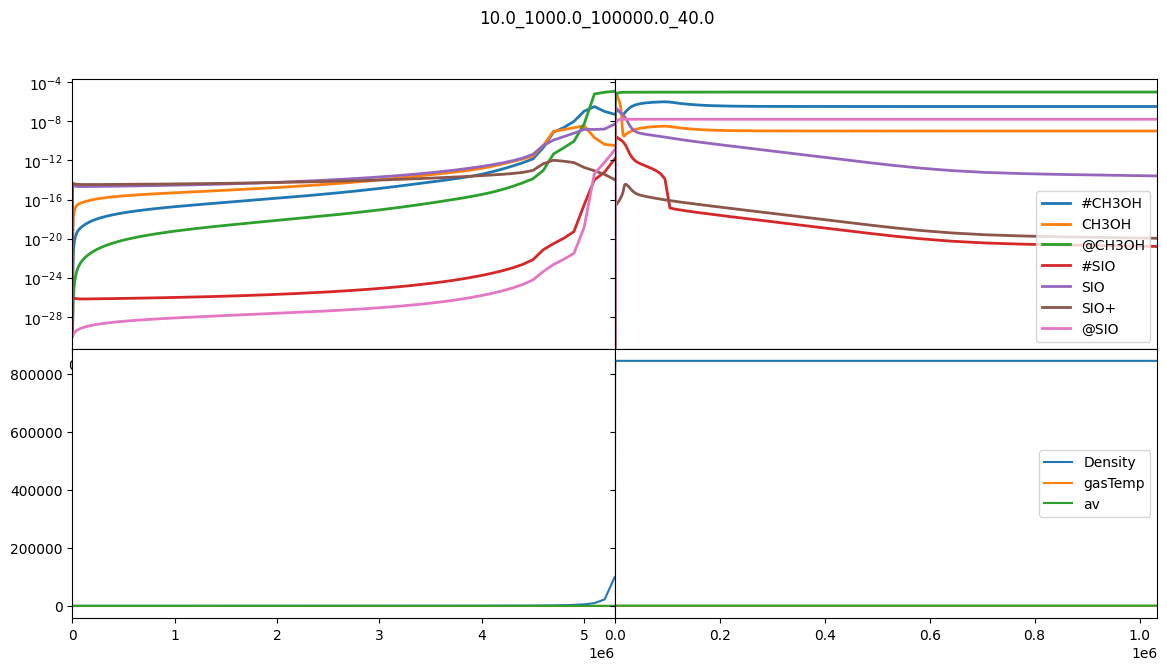 10.0_1000.0_100000.0_40.0
10⁻⁴
10⁻⁸
10⁻¹²
10⁻¹⁶
10⁻²⁰
10⁻²⁴
10⁻²⁸
#CH3OH
CH3OH
@CH3OH
#SIO
SIO
SIO+
@SIO
800000
600000
400000
200000
0
Density
gasTemp
av
0 1 2 3 4 5 0.0 0.2 0.4 0.6 0.8 1.0
1e6 1e6